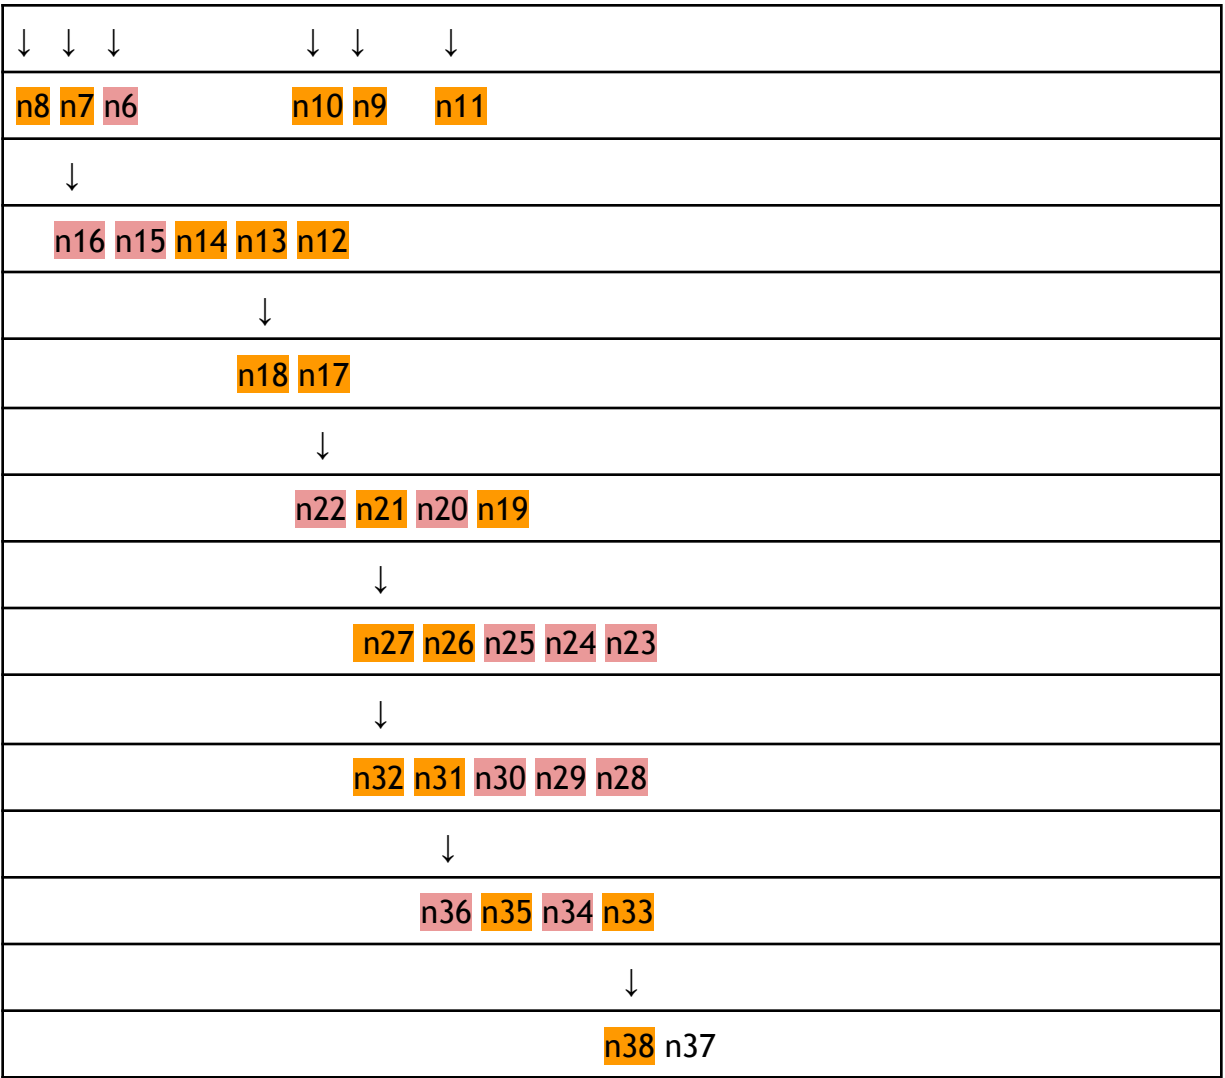 ↓ ↓ ↓ ↓ ↓ ↓
n8 n7 n6 n10 n9 n11
↓
n16 n15 n14 n13 n12
↓
n18 n17
↓
n22 n21 n20 n19
↓
n27 n26 n25 n24 n23
↓
n32 n31 n30 n29 n28
↓
n36 n35 n34 n33
↓
n38 n37